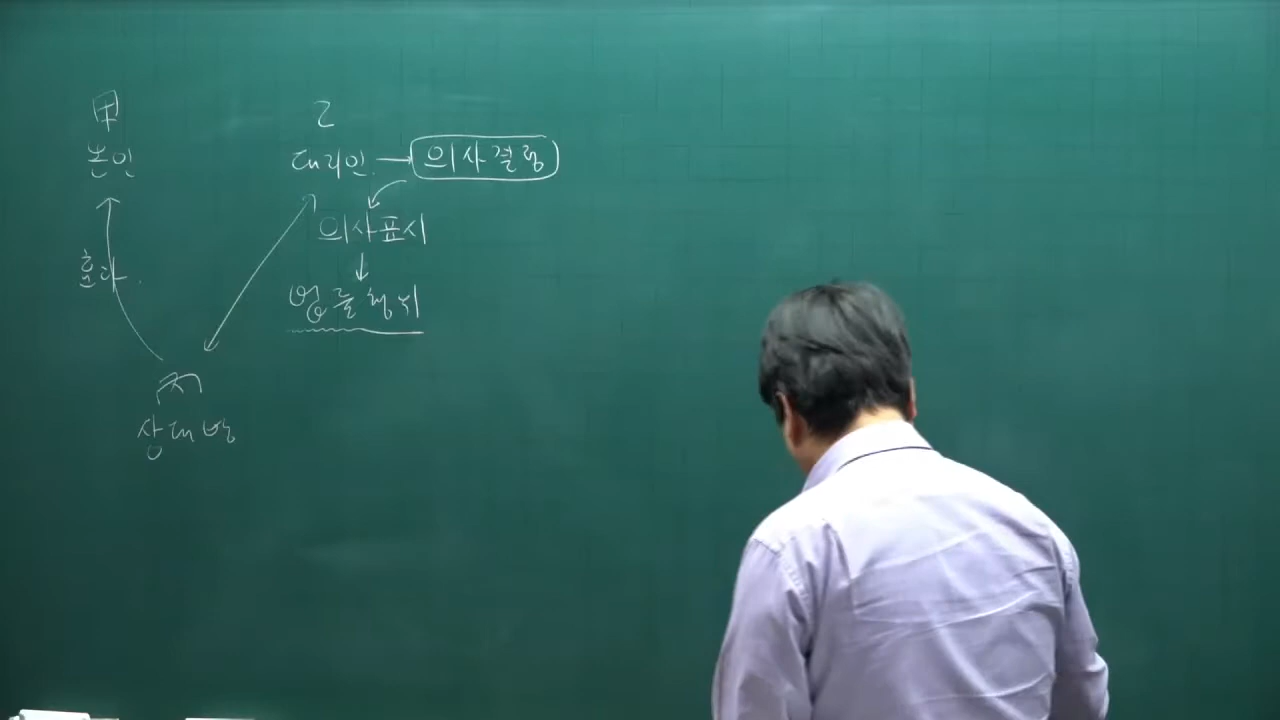 甲 乙
본인 대리인 → 의사결정
의사표시
효과
법률행위
丙
상대방